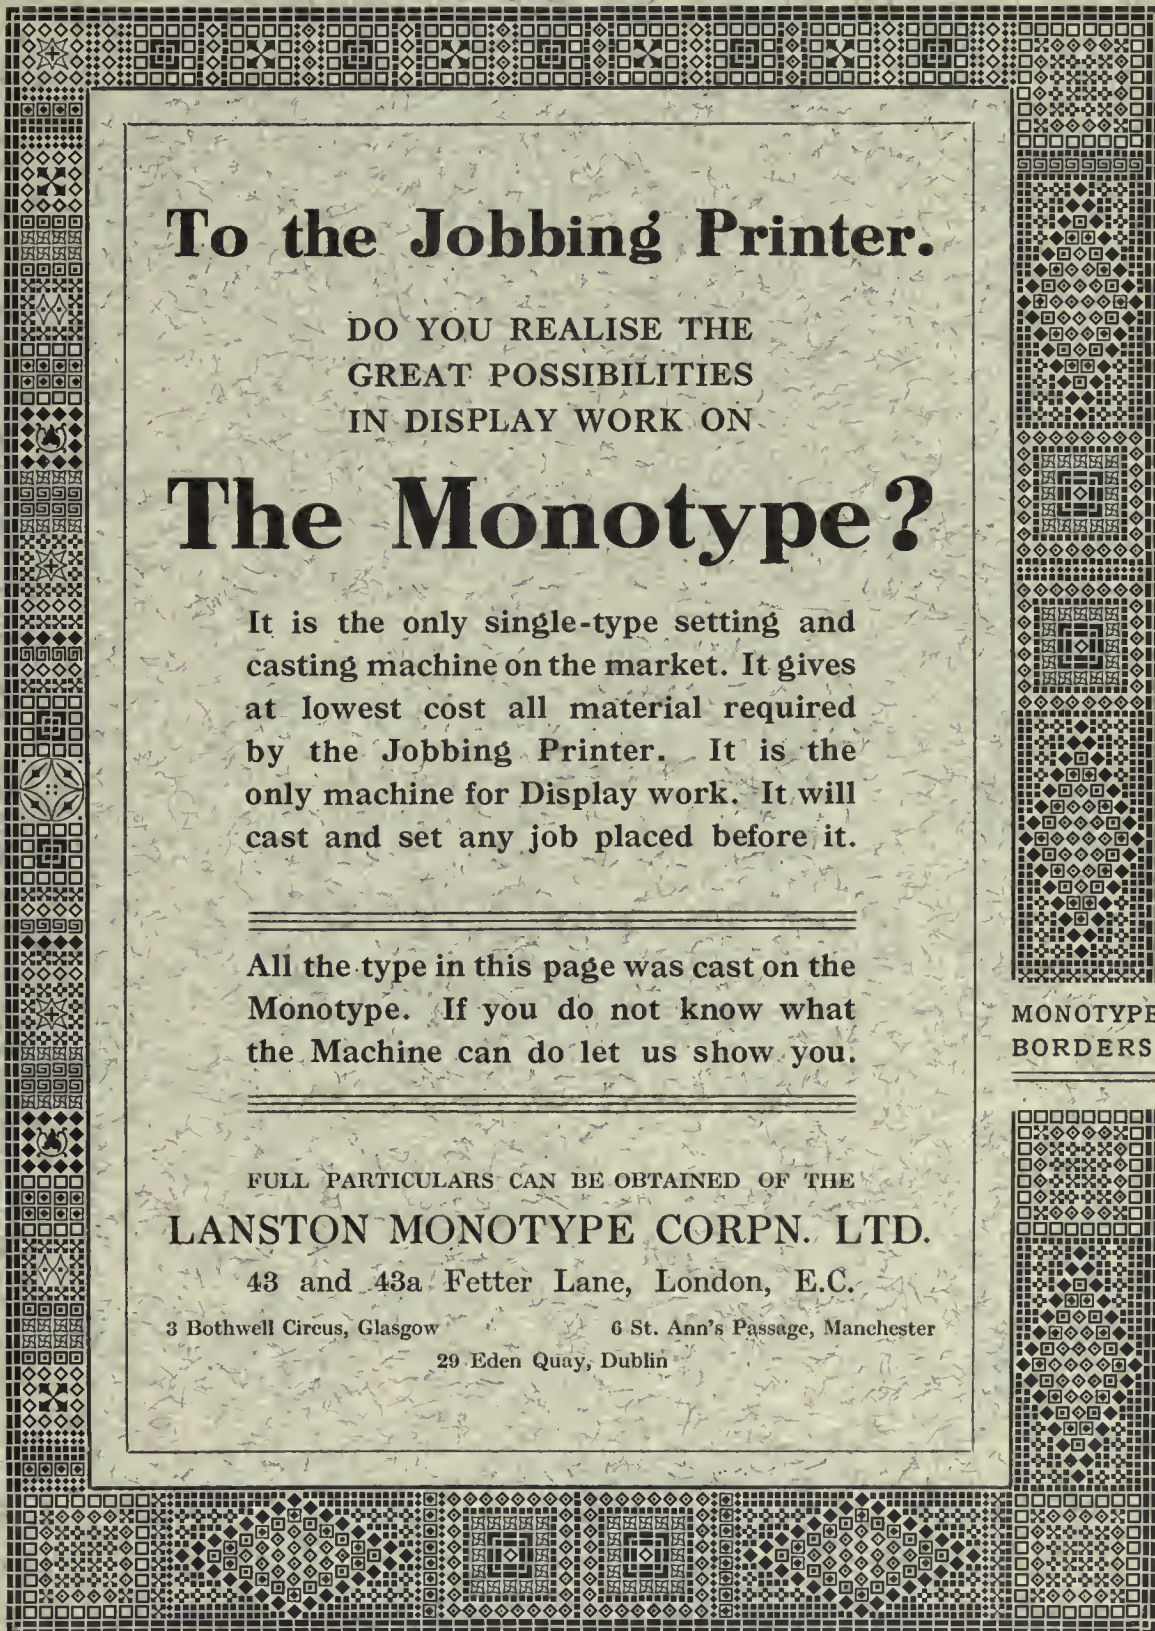 To the Jobbing Printer.
DO YOU REALISE THE
GREAT POSSIBILITIES
IN DISPLAY WORK ON
The Monotype?
It is the only single-type setting and
casting machine on the market. It gives
at lowest cost all material required
by the Jobbing Printer. It is the
only machine for Display work. It will
cast and set any job placed before it.
All the type in this page was cast on the
Monotype. If you do not know what
the Machine can do let us show you.
FULL PARTICULARS CAN BE OBTAINED OF THE
LANSTON MONOTYPE CORPN. LTD.
43 and 43a Fetter Lane, London, E.C.
3 Bothwell Circus, Glasgow 6 St. Ann's Passage, Manchester
29 Eden Quay, Dublin
MONOTYPE
BORDERS